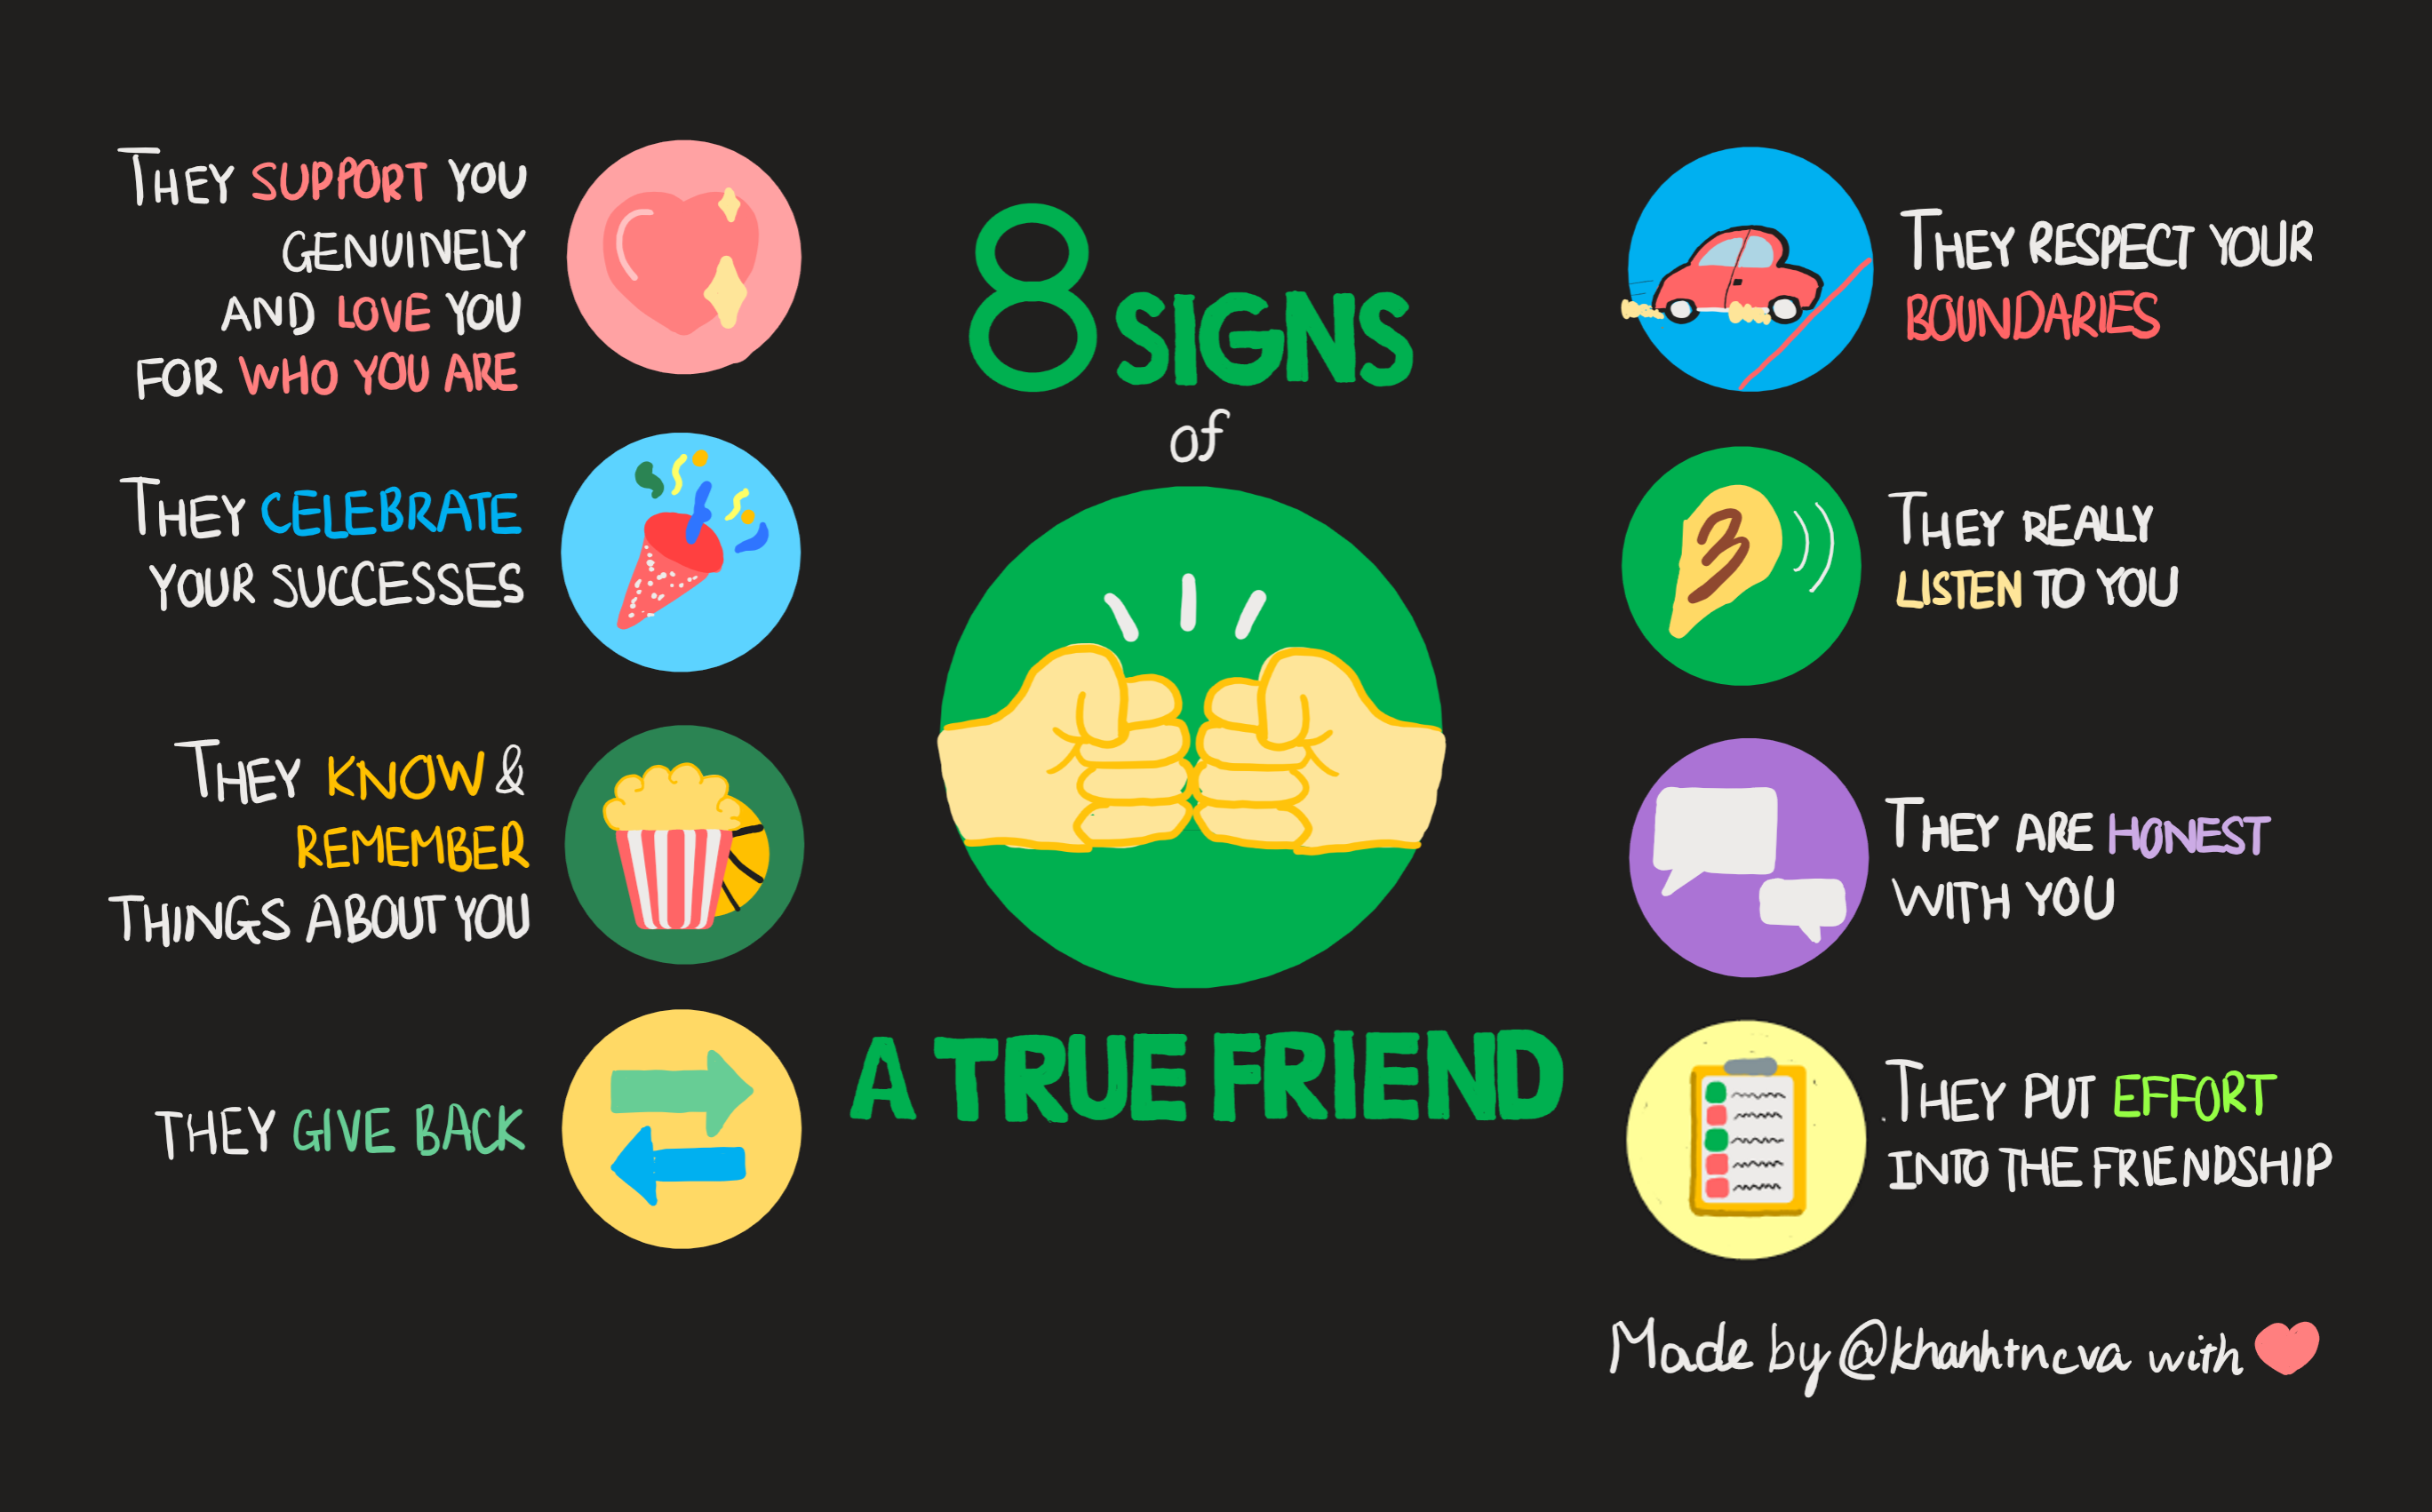 8 SIGNS
of
A TRUE FRIEND
THEY SUPPORT YOU
GENUINELY
AND LOVE YOU
FOR WHO YOU ARE
THEY CELEBRATE
YOUR SUCCESSES
THEY KNOW &
REMEMBER
THINGS ABOUT YOU
THEY GIVE BACK
THEY RESPECT YOUR
BOUNDARIES
THEY REALLY
LISTEN TO YOU
THEY ARE HONEST
WITH YOU
THEY PUT EFFORT
INTO THE FRIENDSHIP
Made by @khanhtncva with